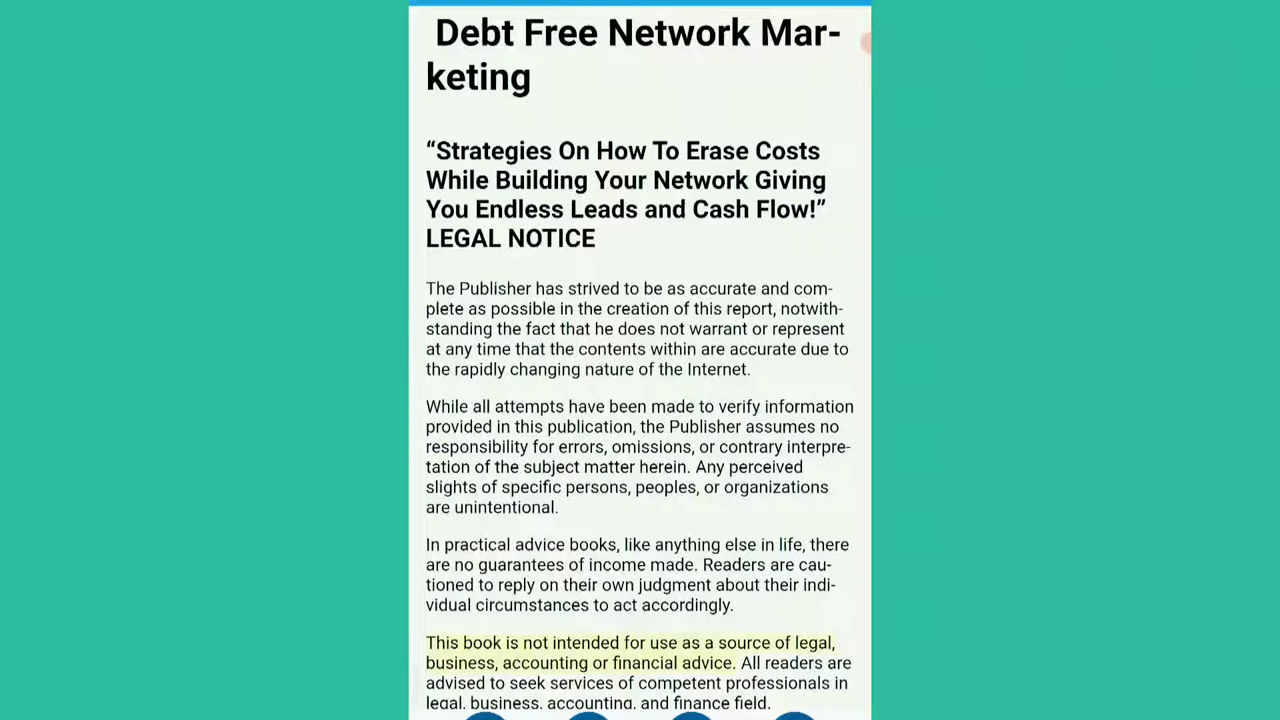 Debt Free Network Mar-
keting
“Strategies On How To Erase Costs
While Building Your Network Giving
You Endless Leads and Cash Flow!”
LEGAL NOTICE
The Publisher has strived to be as accurate and com-
plete as possible in the creation of this report, notwith-
standing the fact that he does not warrant or represent
at any time that the contents within are accurate due to
the rapidly changing nature of the Internet.
While all attempts have been made to verify information
provided in this publication, the Publisher assumes no
responsibility for errors, omissions, or contrary interpre-
tation of the subject matter herein. Any perceived
slights of specific persons, peoples, or organizations
are unintentional.
In practical advice books, like anything else in life, there
are no guarantees of income made. Readers are cau-
tioned to reply on their own judgment about their indi-
vidual circumstances to act accordingly.
This book is not intended for use as a source of legal,
business, accounting or financial advice. All readers are
advised to seek services of competent professionals in
legal, business, accounting, and finance field.